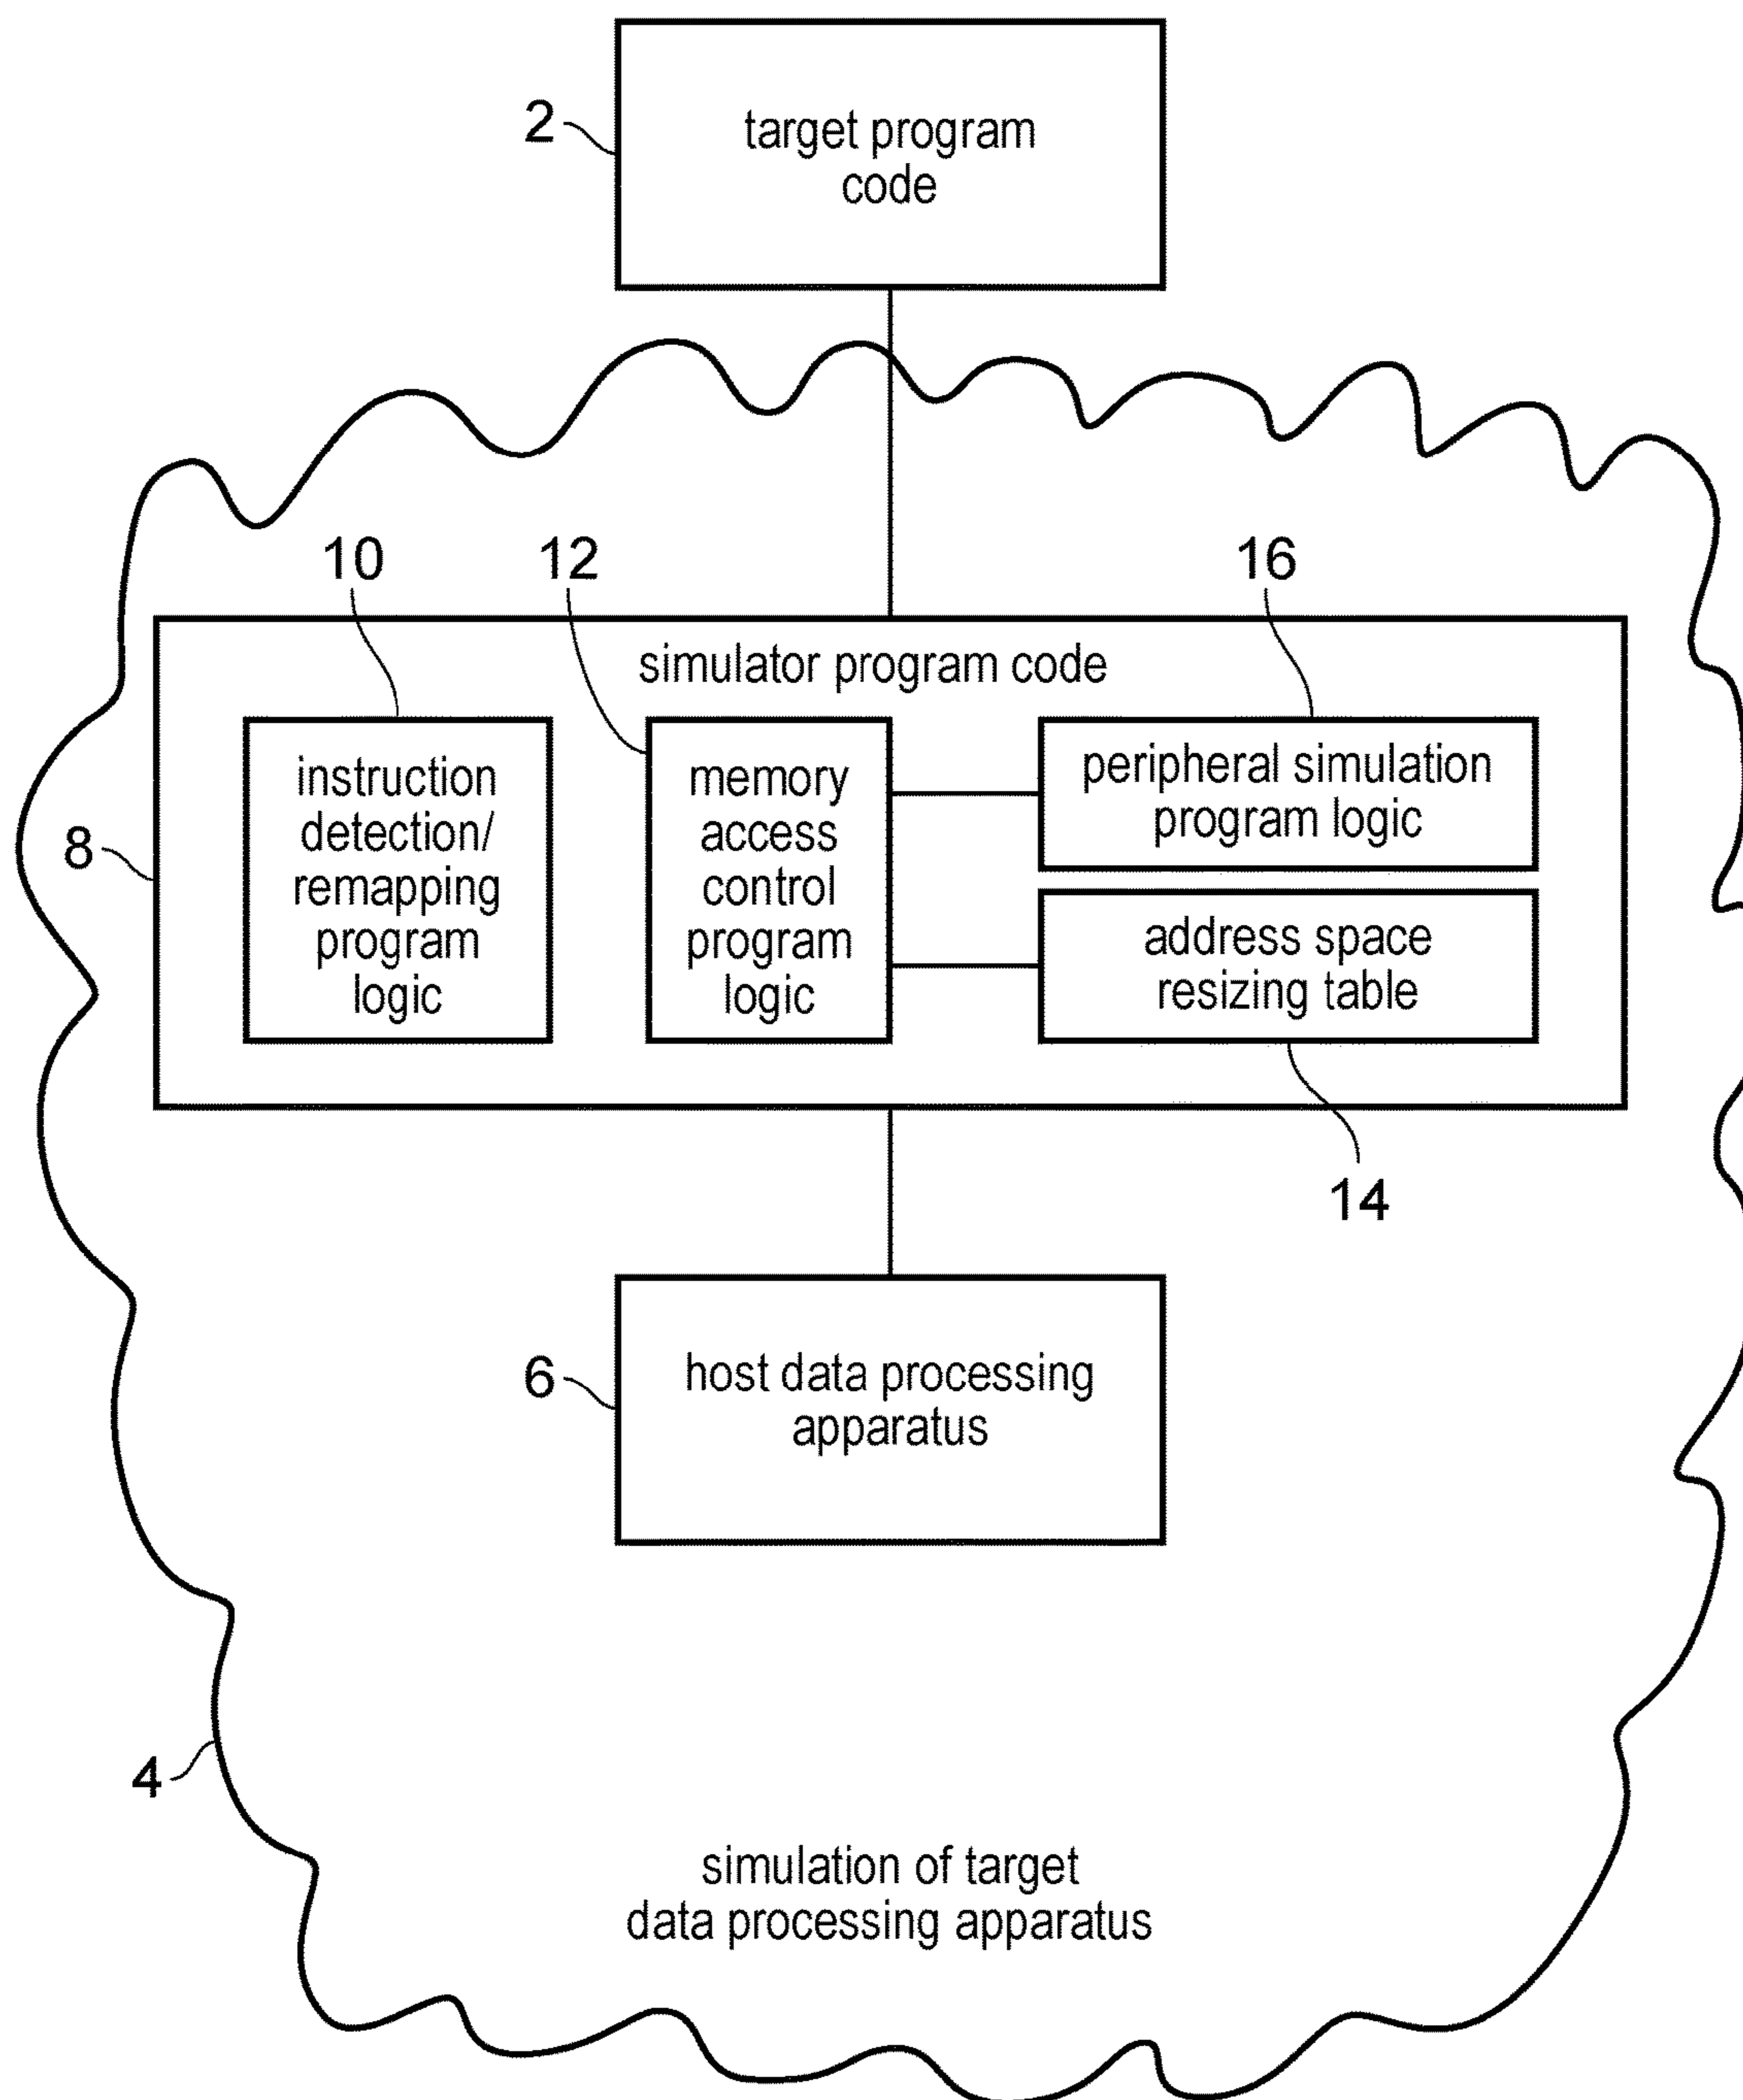 2
target program
code
10
12
16
simulator program code
instruction
detection/
remapping
program
logic
memory
access
control
program
logic
peripheral simulation
program logic
address space
resizing table
8
14
6
host data processing
apparatus
4
simulation of target
data processing apparatus